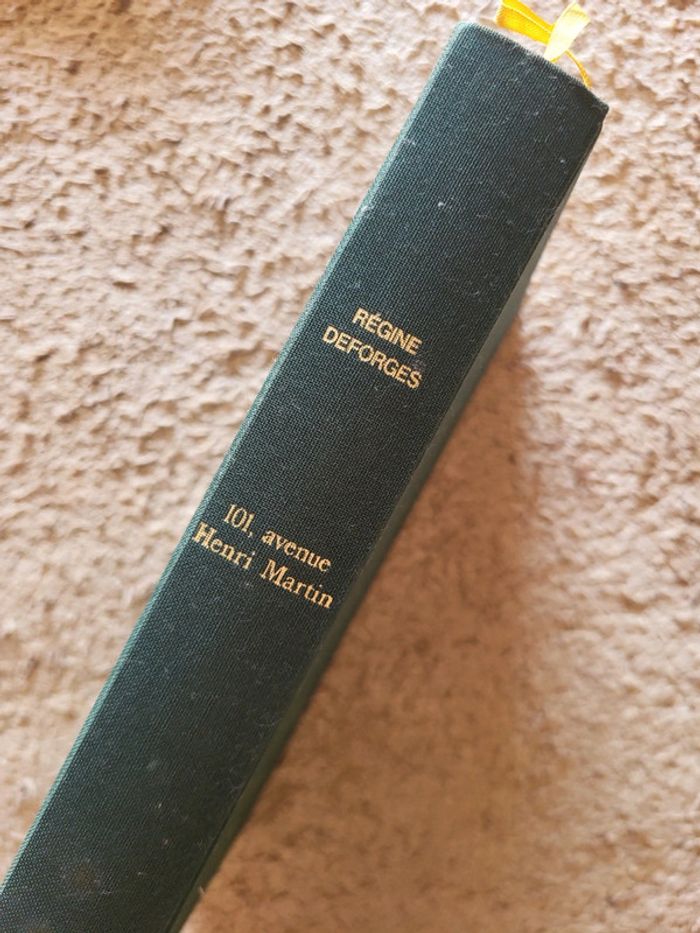 RÉGINE
DEFORGES
101, avenue
Henri Martin